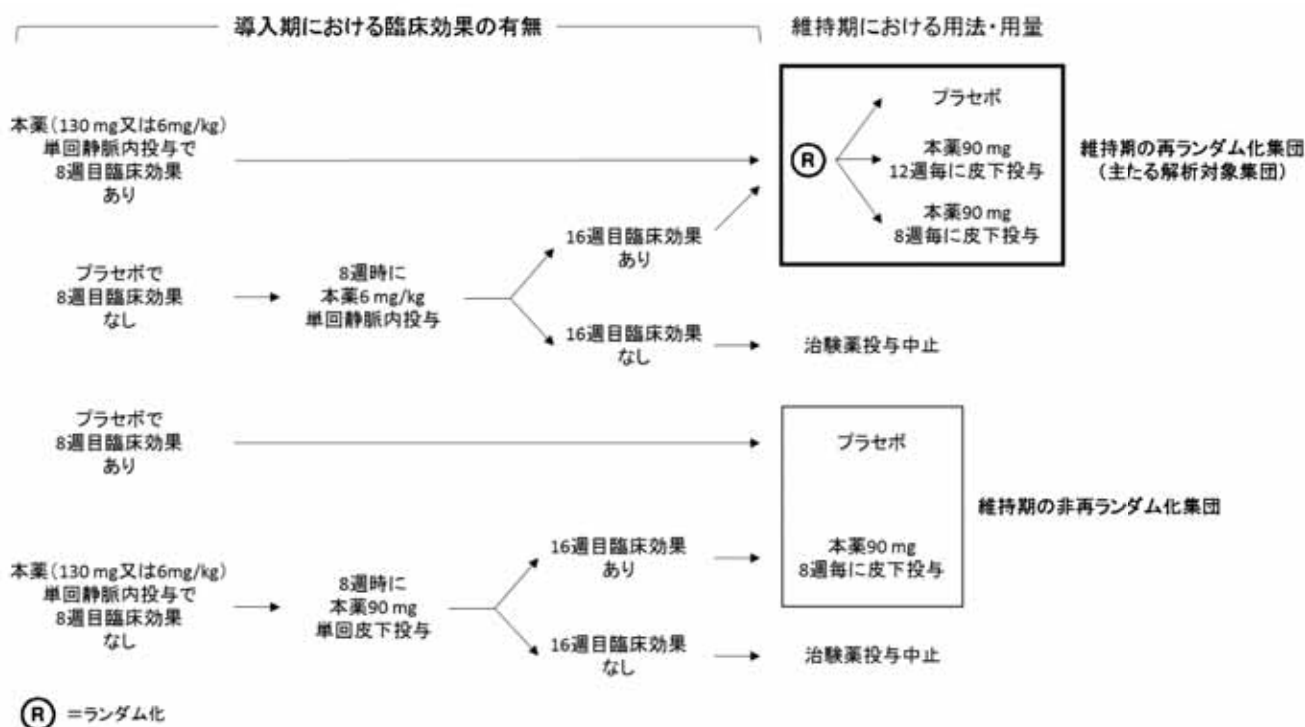 導入期における臨床効果の有無
維持期における用法・用量
本薬(130 mg又は6mg/kg)
単回静脈内投与で
8週目臨床効果
あり
R
プラセボ
本薬90 mg
12週毎に皮下投与
本薬90 mg
8週毎に皮下投与
維持期の再ランダム化集団
(主たる解析対象集団)
プラセボで
8週目臨床効果
なし
8週時に
本薬6 mg/kg
単回静脈内投与
16週目臨床効果
あり
16週目臨床効果
なし
治験薬投与中止
プラセボで
8週目臨床効果
あり
プラセボ
維持期の非再ランダム化集団
本薬(130 mg又は6mg/kg)
単回静脈内投与で
8週目臨床効果
なし
8週時に
本薬90 mg
単回皮下投与
16週目臨床効果
あり
本薬90 mg
8週毎に皮下投与
16週目臨床効果
なし
治験薬投与中止
R =ランダム化